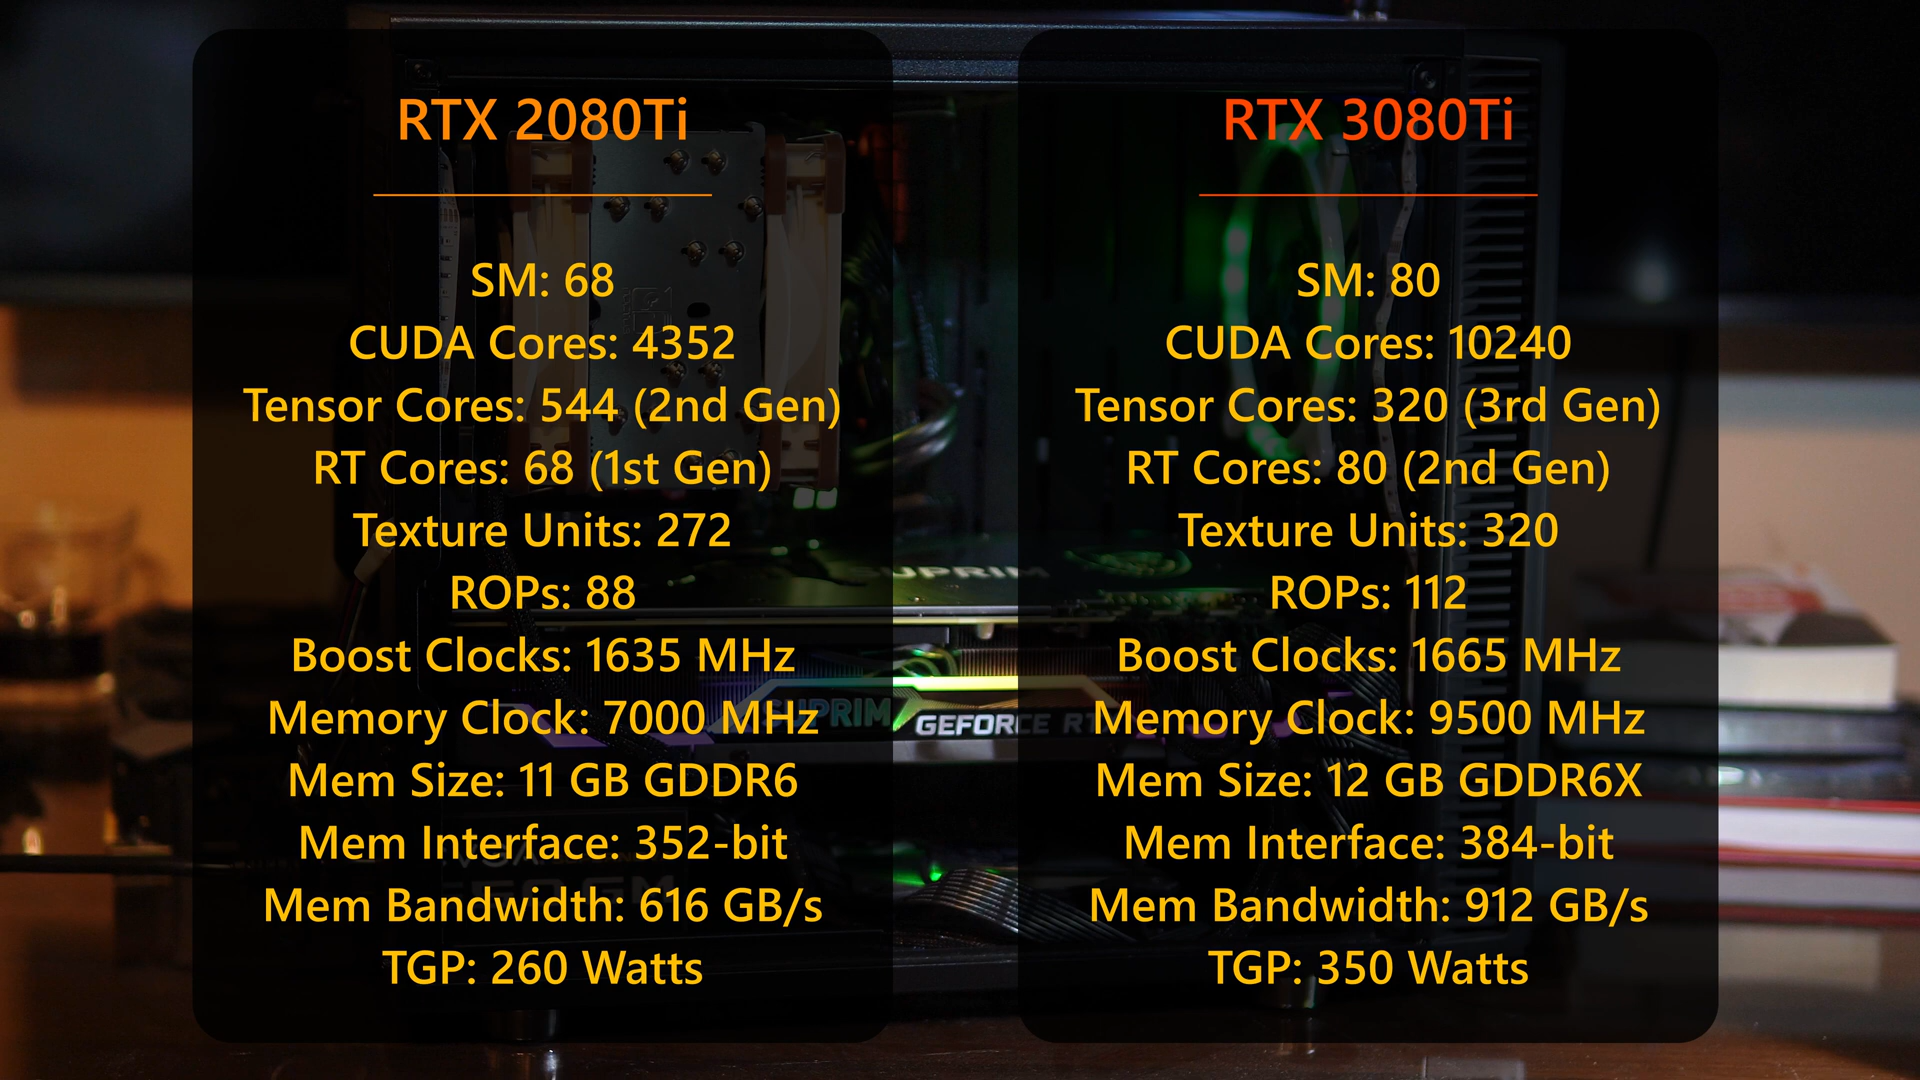 RTX 2080Ti
SM: 68
CUDA Cores: 4352
Tensor Cores: 544 (2nd Gen)
RT Cores: 68 (1st Gen)
Texture Units: 272
ROPs: 88
Boost Clocks: 1635 MHz
Memory Clock: 7000 MHz
Mem Size: 11 GB GDDR6
Mem Interface: 352-bit
Mem Bandwidth: 616 GB/s
TGP: 260 Watts
RTX 3080Ti
SM: 80
CUDA Cores: 10240
Tensor Cores: 320 (3rd Gen)
RT Cores: 80 (2nd Gen)
Texture Units: 320
ROPs: 112
Boost Clocks: 1665 MHz
Memory Clock: 9500 MHz
Mem Size: 12 GB GDDR6X
Mem Interface: 384-bit
Mem Bandwidth: 912 GB/s
TGP: 350 Watts
SUPRIM
SUPRIM
GEFORCE RT